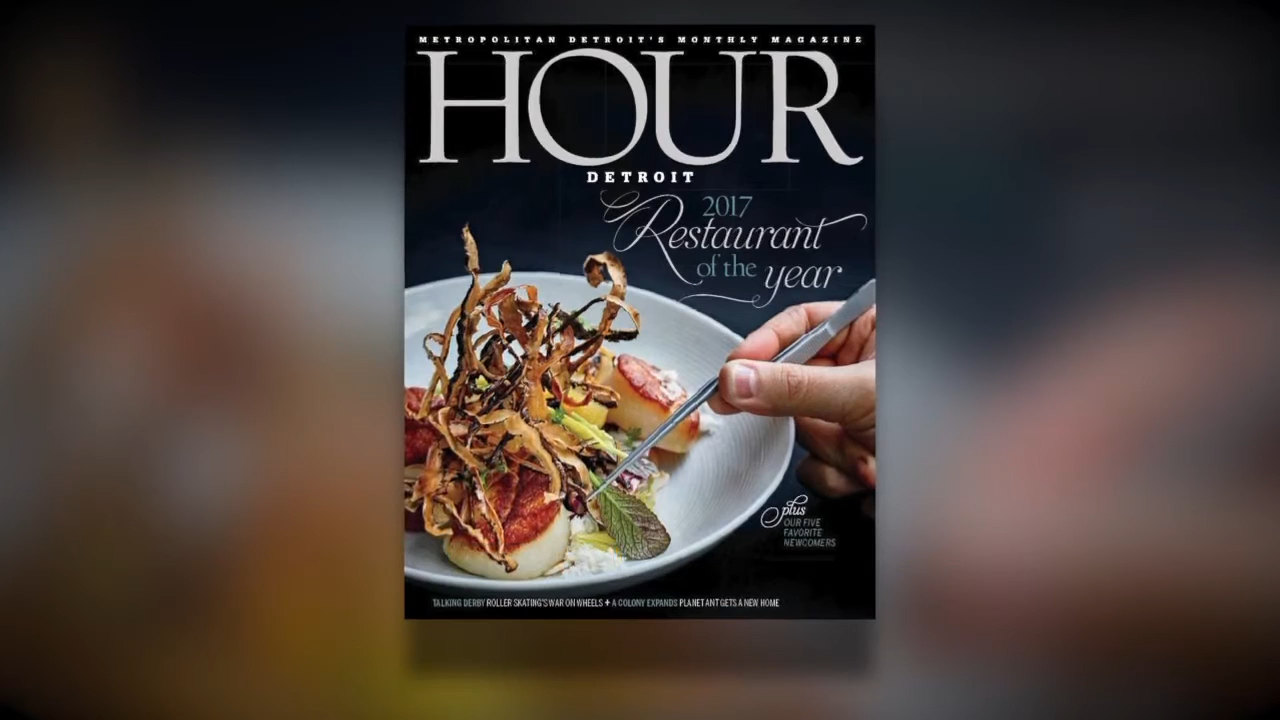 METROPOLITAN DETROIT'S MONTHLY MAGAZINE
HOUR
DETROIT
2017
Restaurant
of the year
plus
OUR FIVE
FAVORITE
NEWCOMERS
TALKING DERBY ROLLER SKATING'S WAR ON WHEELS + A COLONY EXPANDS PLANET ANT GETS A NEW HOME